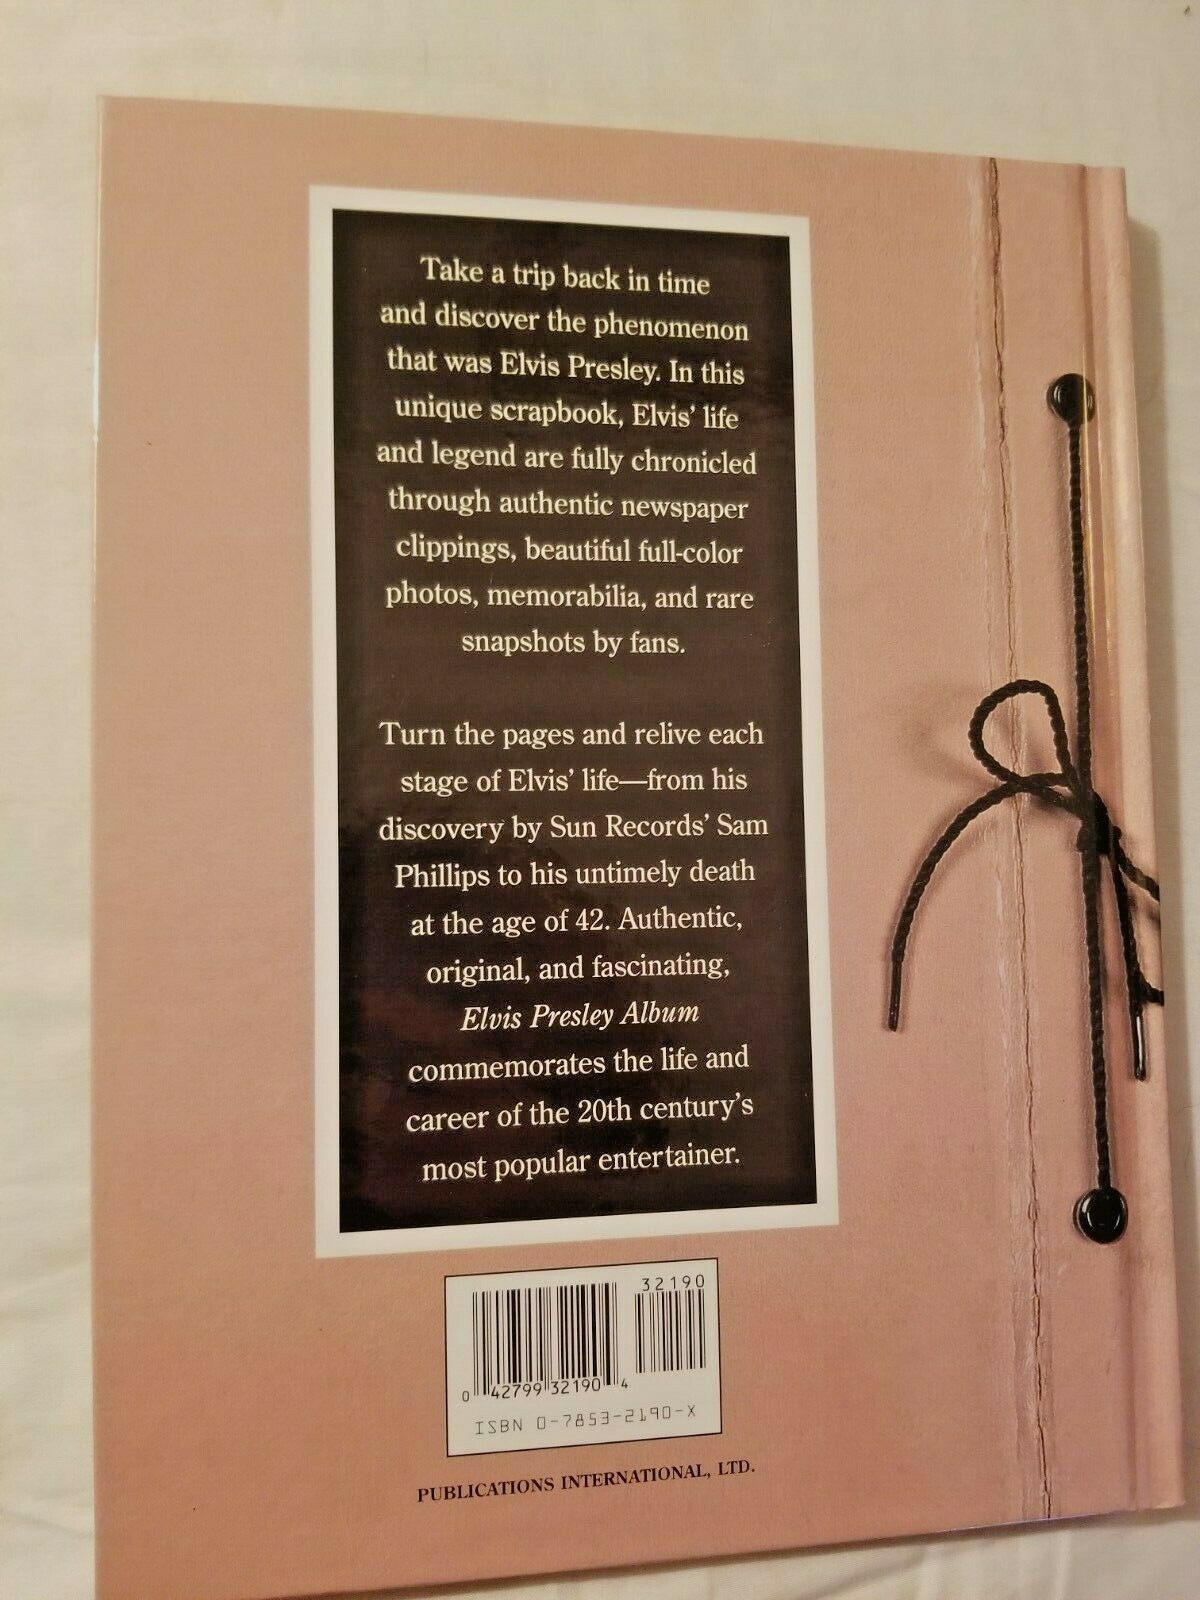 Take a trip back in time
and discover the phenomenon
that was Elvis Presley. In this
unique scrapbook, Elvis' life
and legend are fully chronicled
through authentic newspaper
clippings, beautiful full-color
photos, memorabilia, and rare
snapshots by fans.
Turn the pages and relive each
stage of Elvis' life—from his
discovery by Sun Records' Sam
Phillips to his untimely death
at the age of 42. Authentic,
original, and fascinating,
Elvis Presley Album
commemorates the life and
career of the 20th century's
most popular entertainer.
32190
0 42799 32190 4
ISBN 0-7853-2190-X
PUBLICATIONS INTERNATIONAL, LTD.